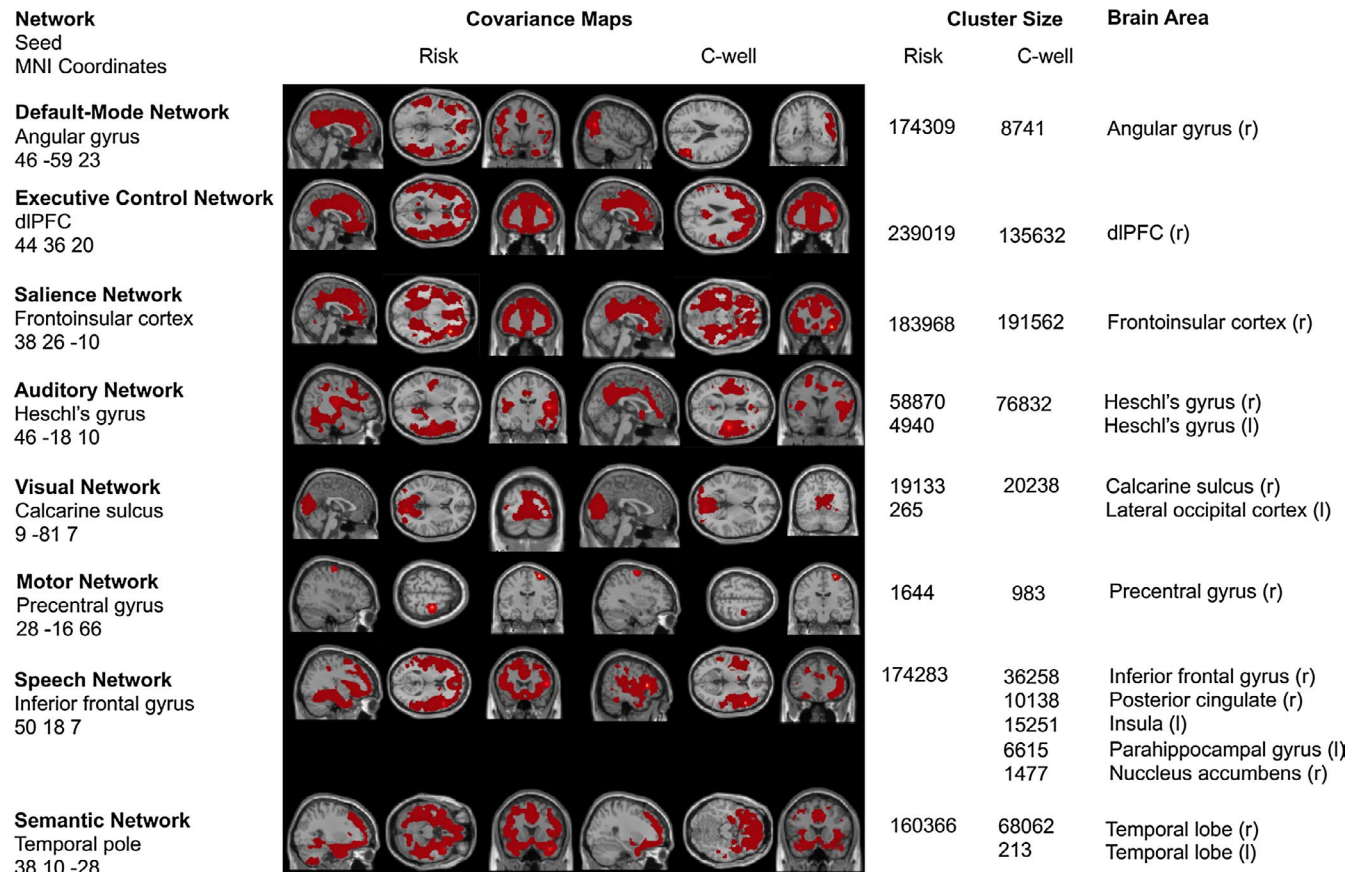 Network Covariance Maps Cluster Size Brain Area
Seed
MNI Coordinates Risk C-well Risk C-well
Default-Mode Network
Angular gyrus 174309 8741 Angular gyrus (r)
46 -59 23
Executive Control Network
dlPFC 239019 135632 dlPFC (r)
44 36 20
Salience Network
Frontoinsular cortex 183968 191562 Frontoinsular cortex (r)
38 26 -10
Auditory Network
Heschl's gyrus 58870 76832 Heschl's gyrus (r)
46 -18 10 4940 Heschl's gyrus (l)
Visual Network 19133 20238 Calcarine sulcus (r)
Calcarine sulcus 265 Lateral occipital cortex (l)
9 -81 7
Motor Network
Precentral gyrus 1644 983 Precentral gyrus (r)
28 -16 66
Speech Network 174283 36258 Inferior frontal gyrus (r)
Inferior frontal gyrus 10138 Posterior cingulate (r)
50 18 7 15251 Insula (l)
6615 Parahippocampal gyrus (l)
1477 Nuccleus accumbens (r)
Semantic Network 160366 68062 Temporal lobe (r)
Temporal pole 213 Temporal lobe (l)
38 10 -28